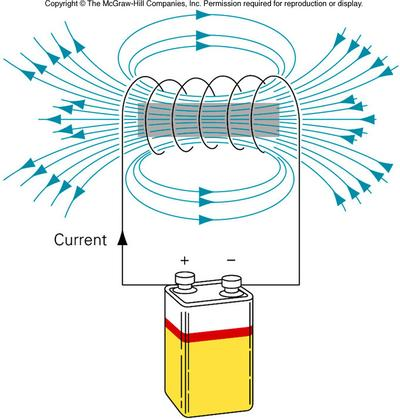 Copyright © The McGraw-Hill Companies, Inc. Permission required for reproduction or display.
Current
+ −